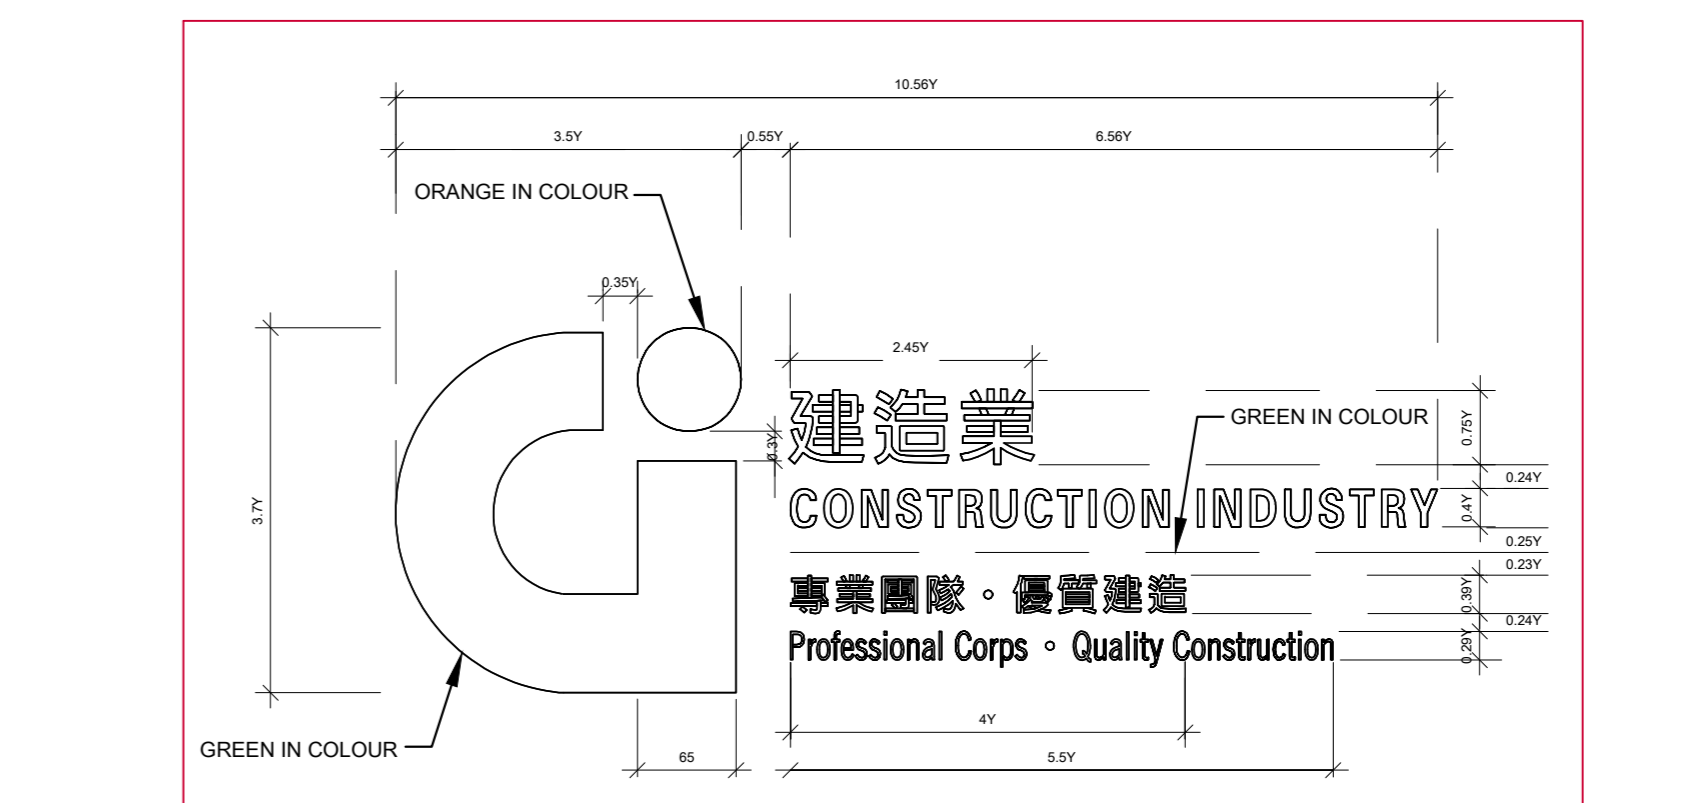 10.56Y
3.5Y 0.55Y 6.56Y
ORANGE IN COLOUR
0.35Y
2.45Y
建造業
GREEN IN COLOUR
0.75Y
0.3Y
0.24Y
CONSTRUCTION INDUSTRY
0.4Y
3.7Y
0.25Y
0.23Y
專業團隊。優質建造
0.39Y
0.24Y
Professional Corps ∘ Quality Construction
0.29Y
4Y
GREEN IN COLOUR
65
5.5Y